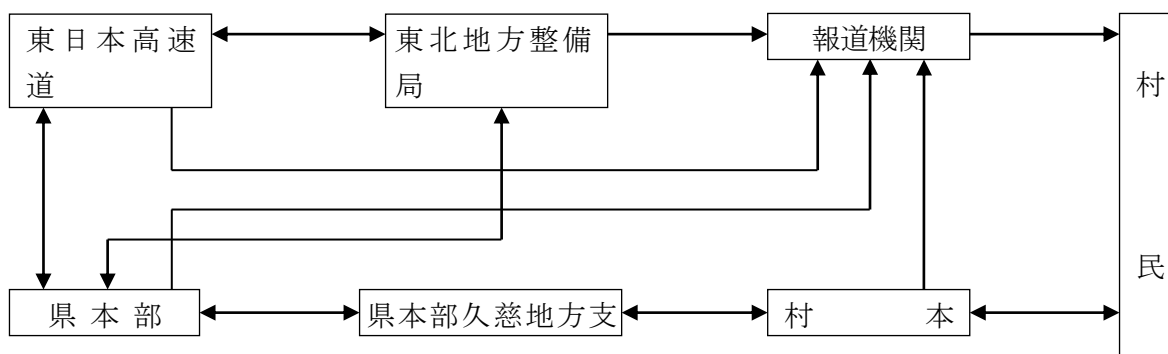 東日本高速
道
東北地方整備
局
報道機関
村
民
県本部
県本部久慈地方支
村 本